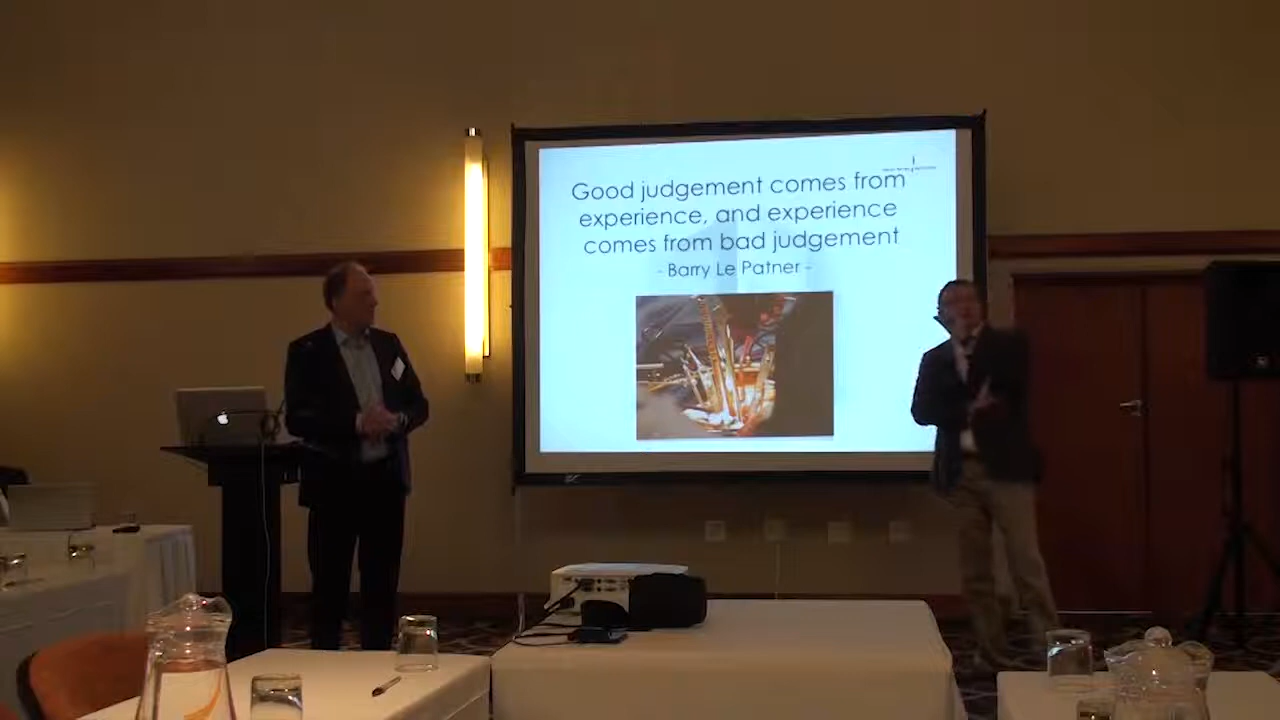 Good judgement comes from
experience, and experience
comes from bad judgement
- Barry Le Patner -